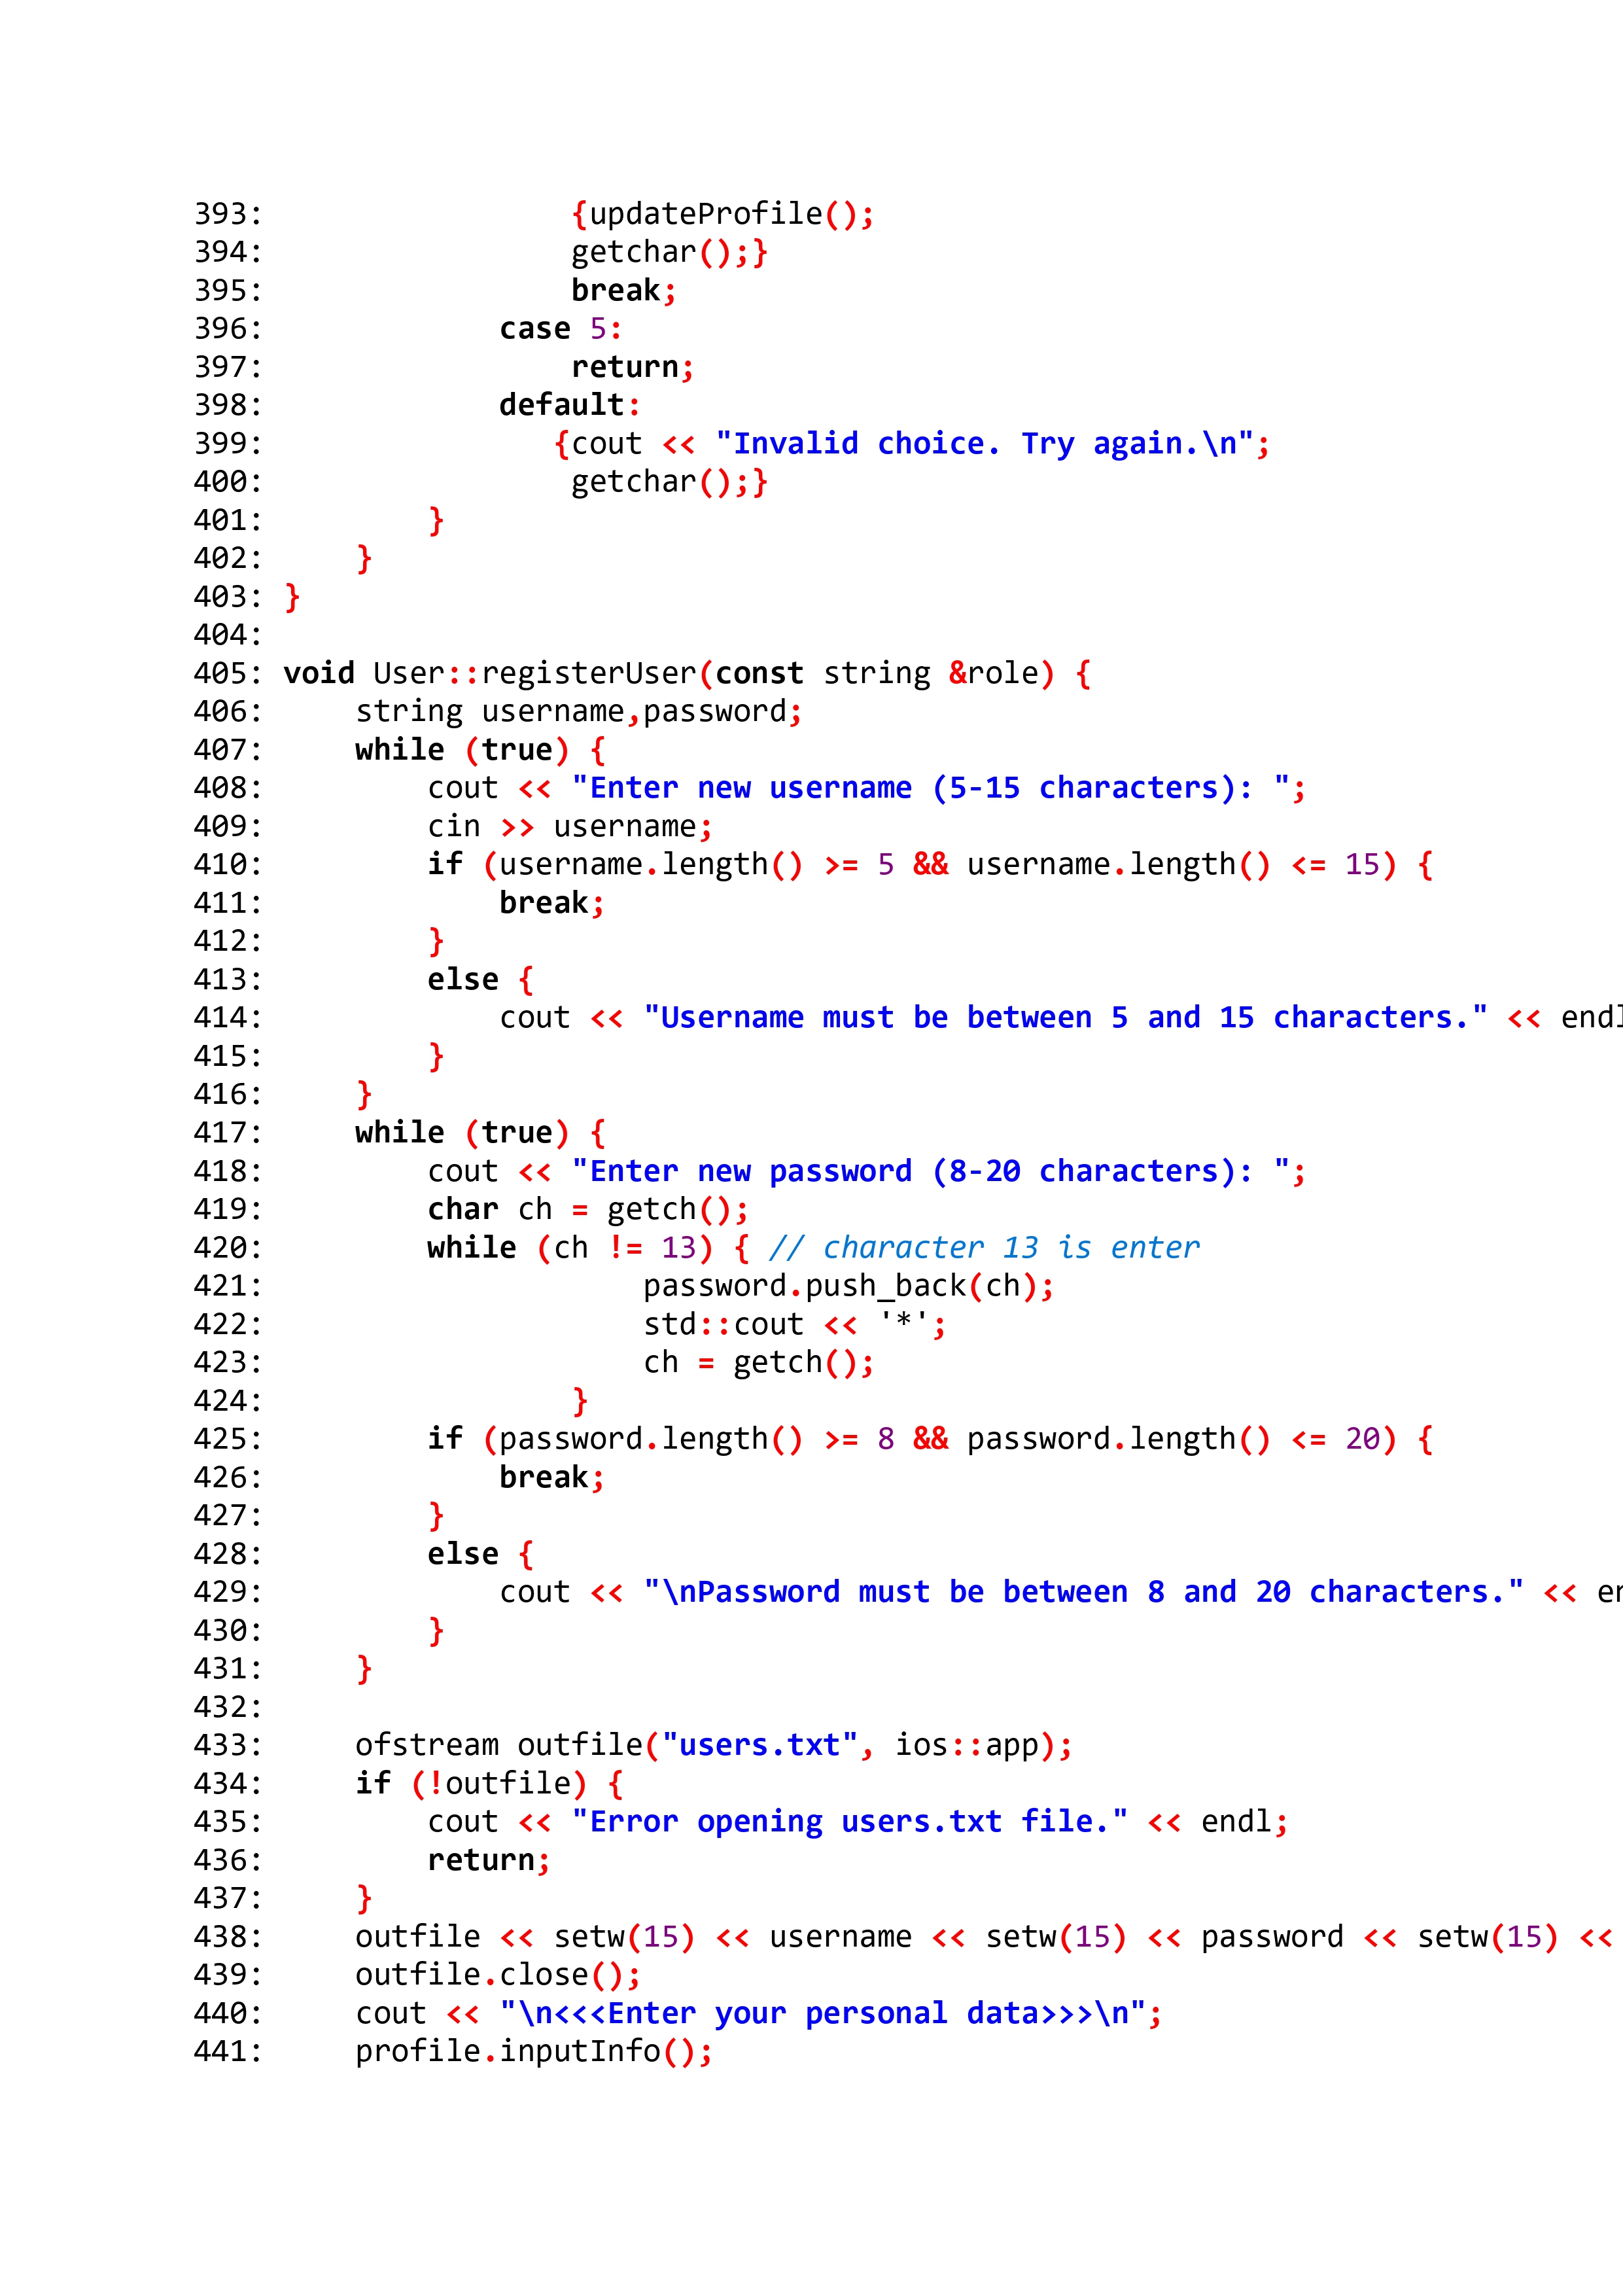 393:                 {updateProfile();
394:                 getchar();}
395:                 break;
396:             case 5:
397:                 return;
398:             default:
399:                {cout << "Invalid choice. Try again.\n";
400:                 getchar();}
401:         }
402:     }
403: }
404:
405: void User::registerUser(const string &role) {
406:     string username,password;
407:     while (true) {
408:         cout << "Enter new username (5-15 characters): ";
409:         cin >> username;
410:         if (username.length() >= 5 && username.length() <= 15) {
411:             break;
412:         }
413:         else {
414:             cout << "Username must be between 5 and 15 characters." << endl
415:         }
416:     }
417:     while (true) {
418:         cout << "Enter new password (8-20 characters): ";
419:         char ch = getch();
420:         while (ch != 13) { // character 13 is enter
421:                     password.push_back(ch);
422:                     std::cout << '*';
423:                     ch = getch();
424:                 }
425:         if (password.length() >= 8 && password.length() <= 20) {
426:             break;
427:         }
428:         else {
429:             cout << "\nPassword must be between 8 and 20 characters." <<
430:         }
431:     }
432:
433:     ofstream outfile("users.txt", ios::app);
434:     if (!outfile) {
435:         cout << "Error opening users.txt file." << endl;
436:         return;
437:     }
438:     outfile << setw(15) << username << setw(15) << password << setw(15) <<
439:     outfile.close();
440:     cout << "\n<<<Enter your personal data>>>\n";
441:     profile.inputInfo();